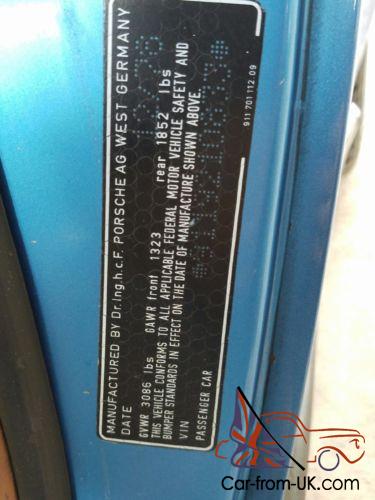 MANUFACTURED BY Dr.Ing.h.c.F. PORSCHE AG WEST GERMANY
DATE
GVWR 3086 lbs GAWR front 1323 rear 1852 lbs
THIS VEHICLE CONFORMS TO ALL APPLICABLE FEDERAL MOTOR VEHICLE SAFETY AND
BUMPER STANDARDS IN EFFECT ON THE DATE OF MANUFACTURE SHOWN ABOVE.
VIN
PASSENGER CAR
911 701 112 09
Car-from-UK.com